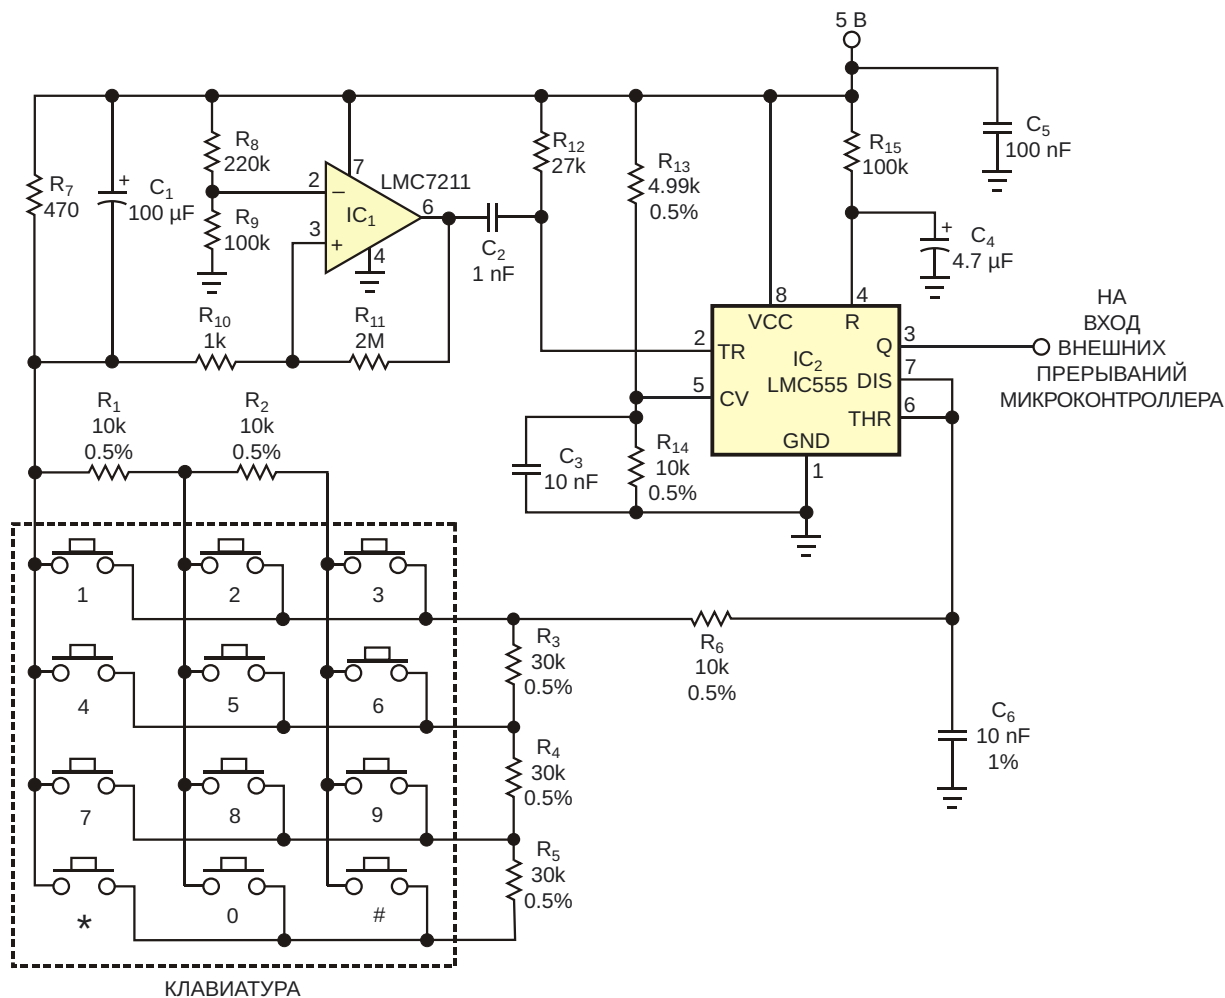 5 В
C5
100 nF
R8
220k
R12
27k
R15
100k
R7
470
+
C1
100 µF
7
2
−
LMC7211
R13
4.99k
0.5%
R9
100k
IC1
6
3
+
4
C2
1 nF
+
C4
4.7 µF
R10
1k
R11
2M
8
4
VCC
R
НА
ВХОД
ВНЕШНИХ
ПРЕРЫВАНИЙ
МИКРОКОНТРОЛЛЕРА
2
TR
Q
3
IC2
LMC555
DIS
7
5
CV
THR
6
GND
1
R1
10k
0.5%
R2
10k
0.5%
C3
10 nF
R14
10k
0.5%
1
2
3
R3
30k
0.5%
R6
10k
0.5%
4
5
6
R4
30k
0.5%
C6
10 nF
1%
7
8
9
R5
30k
0.5%
*
0
#
КЛАВИАТУРА